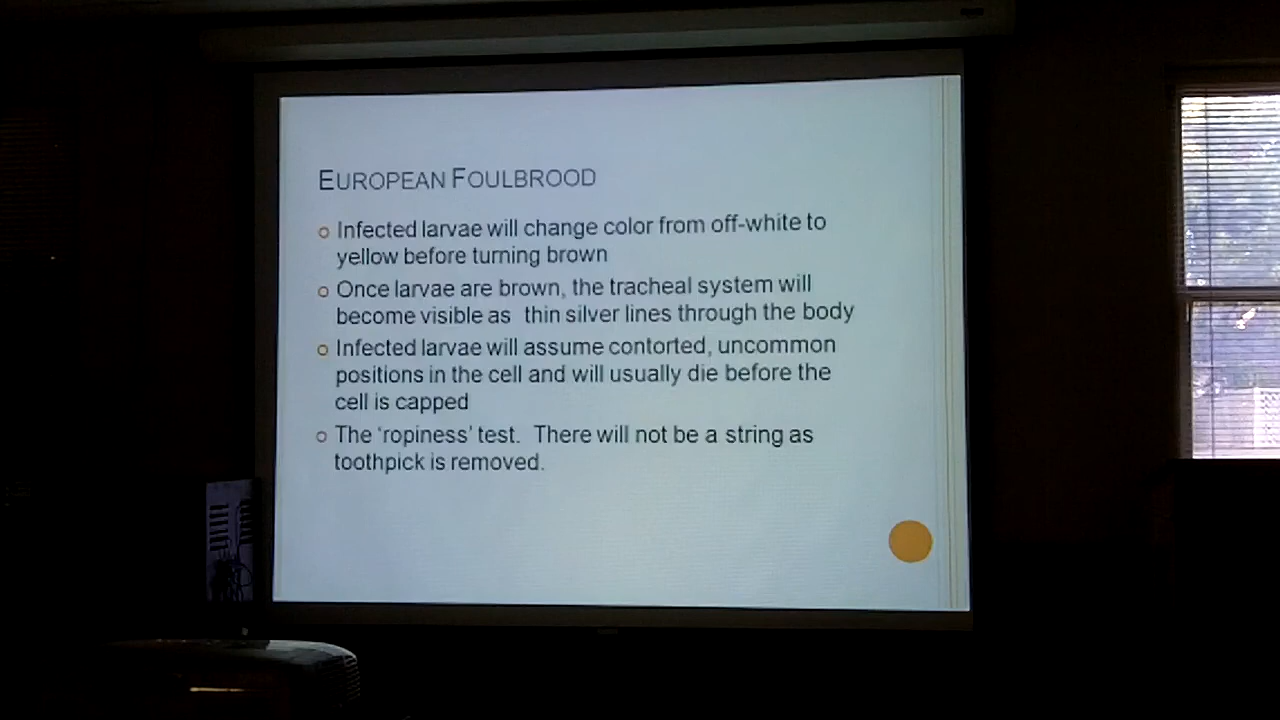 EUROPEAN FOULBROOD
Infected larvae will change color from off-white to
yellow before turning brown
Once larvae are brown, the tracheal system will
become visible as thin silver lines through the body
Infected larvae will assume contorted, uncommon
positions in the cell and will usually die before the
cell is capped
The ‘ropiness’ test. There will not be a string as
toothpick is removed.